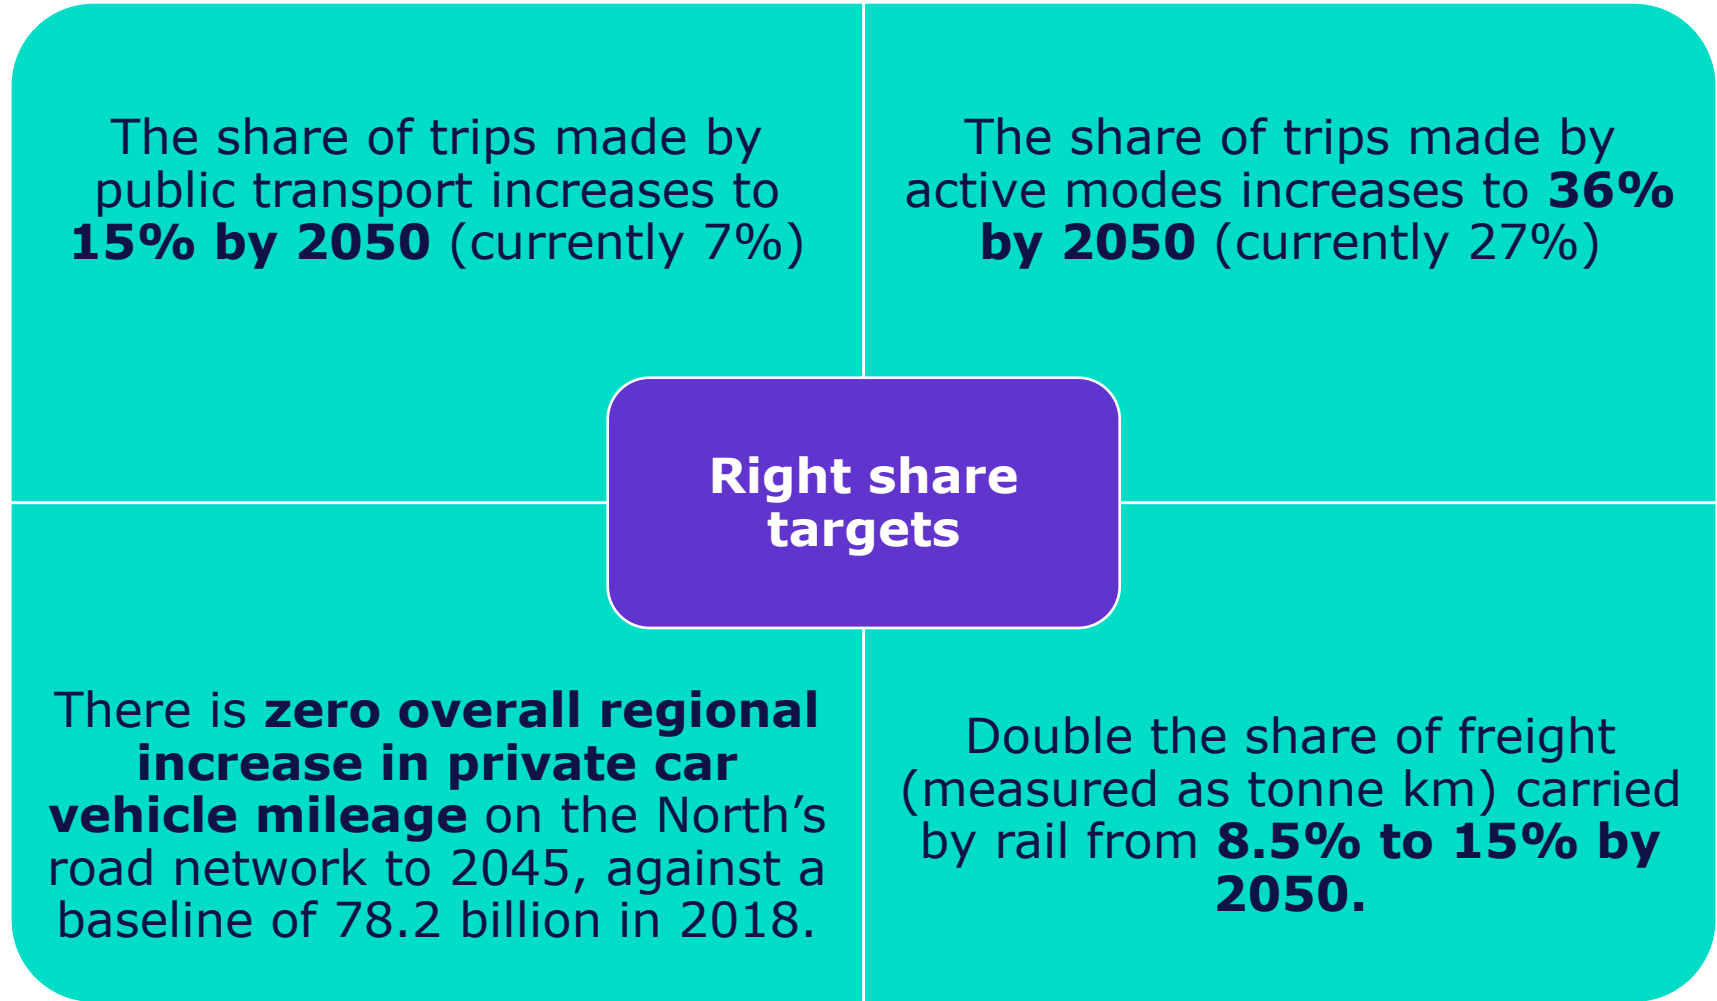 The share of trips made by
public transport increases to
15% by 2050 (currently 7%)
The share of trips made by
active modes increases to 36%
by 2050 (currently 27%)
Right share
targets
There is zero overall regional
increase in private car
vehicle mileage on the North’s
road network to 2045, against a
baseline of 78.2 billion in 2018.
Double the share of freight
(measured as tonne km) carried
by rail from 8.5% to 15% by
2050.